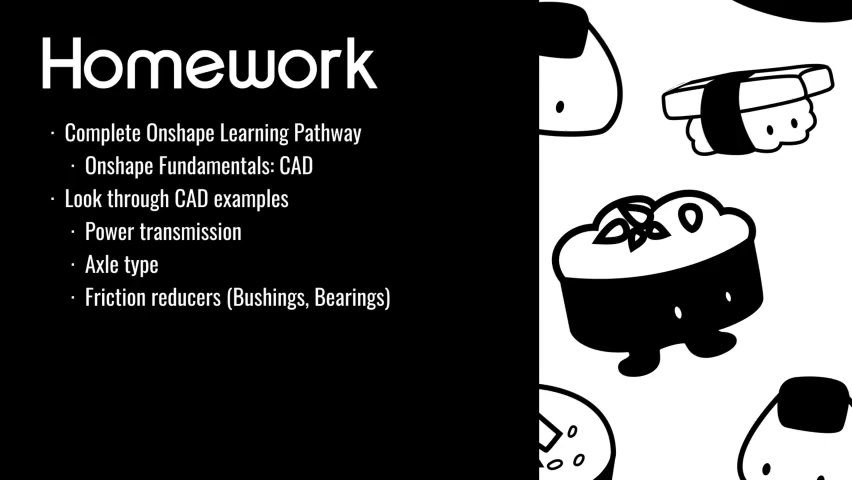 Homework
· Complete Onshape Learning Pathway
· Onshape Fundamentals: CAD
· Look through CAD examples
· Power transmission
· Axle type
· Friction reducers (Bushings, Bearings)